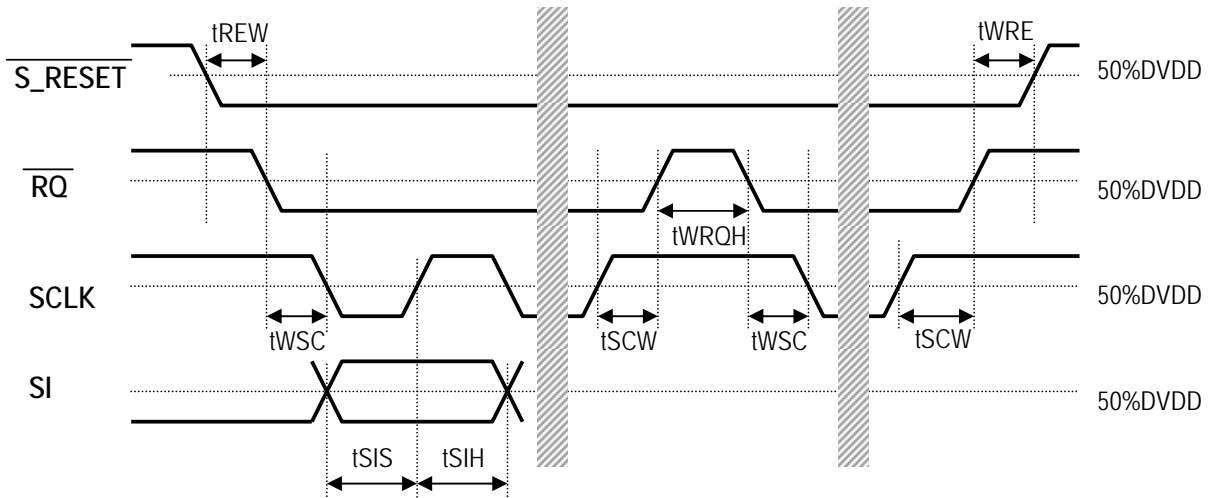 tREW
tWRE
S_RESET
50%DVDD
RQ
50%DVDD
tWRQH
SCLK
50%DVDD
tWSC
tSCW
tWSC
tSCW
SI
50%DVDD
tSIS
tSIH